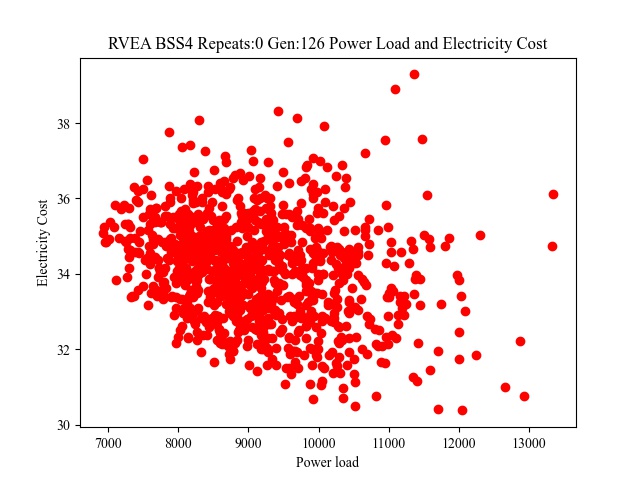 RVEA BSS4 Repeats:0 Gen:126 Power Load and Electricity Cost
Electricity Cost
38
36
34
32
30
7000 8000 9000 10000 11000 12000 13000
Power load